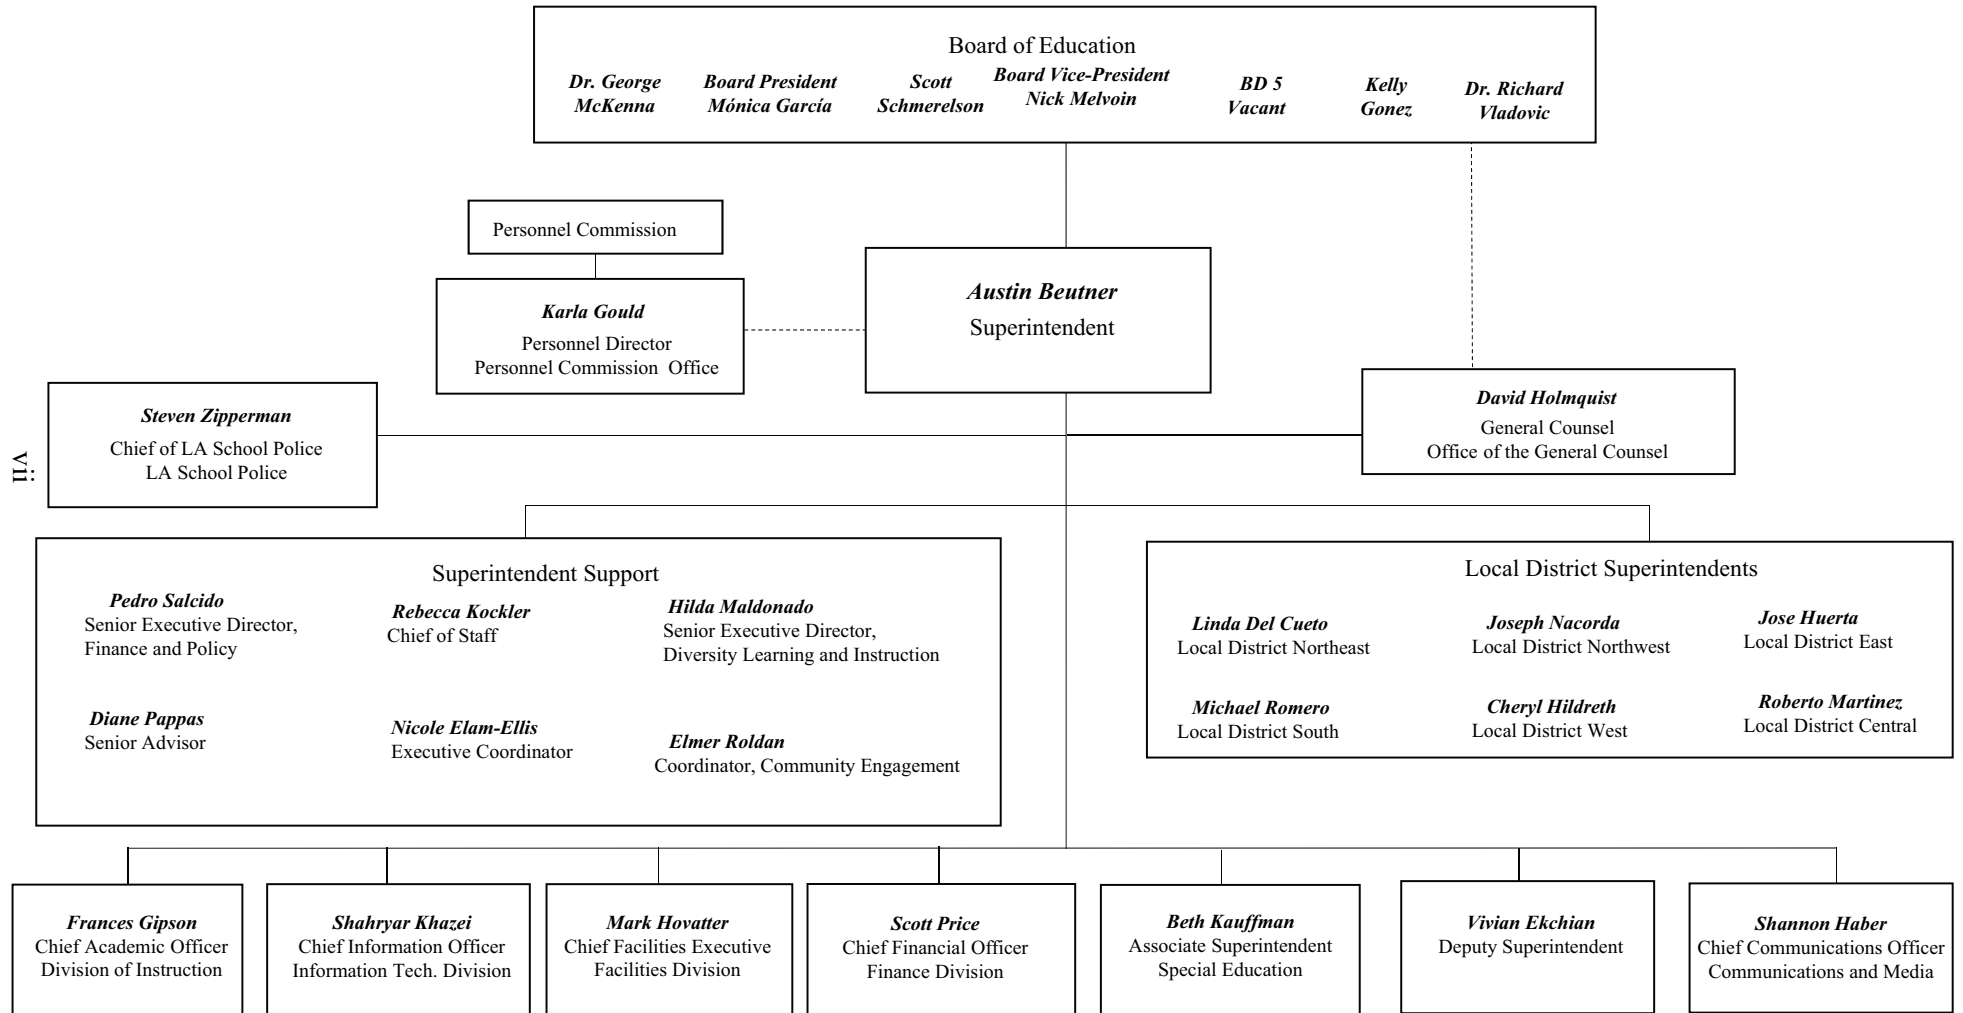 Board of Education
Dr. George
McKenna
Board President
Mónica García
Scott
Schmerelson
Board Vice-President
Nick Melvoin
BD 5
Vacant
Kelly
Gonez
Dr. Richard
Vladovic
Personnel Commission
Karla Gould
Personnel Director
Personnel Commission Office
Austin Beutner
Superintendent
Steven Zipperman
Chief of LA School Police
LA School Police
David Holmquist
General Counsel
Office of the General Counsel
vii
Superintendent Support
Pedro Salcido
Senior Executive Director,
Finance and Policy
Rebecca Kockler
Chief of Staff
Hilda Maldonado
Senior Executive Director,
Diversity Learning and Instruction
Diane Pappas
Senior Advisor
Nicole Elam-Ellis
Executive Coordinator
Elmer Roldan
Coordinator, Community Engagement
Local District Superintendents
Linda Del Cueto
Local District Northeast
Joseph Nacorda
Local District Northwest
Jose Huerta
Local District East
Michael Romero
Local District South
Cheryl Hildreth
Local District West
Roberto Martinez
Local District Central
Frances Gipson
Chief Academic Officer
Division of Instruction
Shahryar Khazei
Chief Information Officer
Information Tech. Division
Mark Hovatter
Chief Facilities Executive
Facilities Division
Scott Price
Chief Financial Officer
Finance Division
Beth Kauffman
Associate Superintendent
Special Education
Vivian Ekchian
Deputy Superintendent
Shannon Haber
Chief Communications Officer
Communications and Media